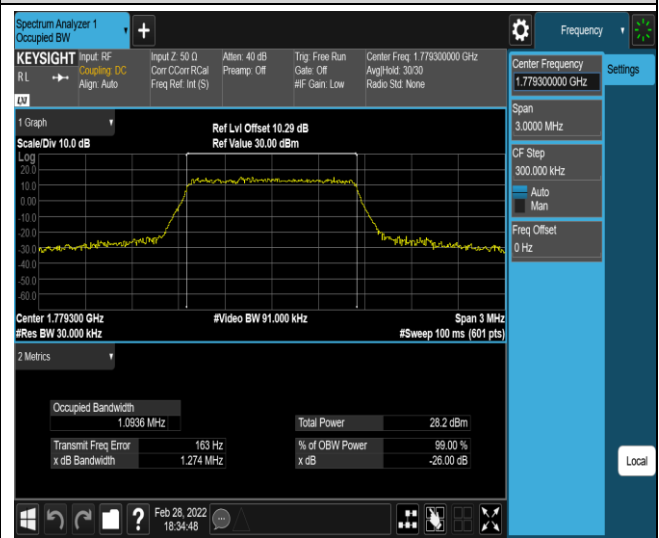 Spectrum Analyzer 1
Occupied BW
+
Frequency
KEYSIGHT
RL
LXI
Input: RF
Coupling: DC
Align: Auto
Input Z: 50 Ω
Corr CCorr RCal
Freq Ref: Int (S)
Atten: 40 dB
Preamp: Off
Trig: Free Run
Gate: Off
#IF Gain: Low
Center Freq: 1.779300000 GHz
Avg|Hold: 30/30
Radio Std: None
Center Frequency
1.779300000 GHz
Settings
Span
3.0000 MHz
CF Step
300.000 kHz
Auto
Man
Freq Offset
0 Hz
1 Graph
Scale/Div 10.0 dB
Ref Lvl Offset 10.29 dB
Ref Value 30.00 dBm
Log
20.0
10.0
0.00
-10.0
-20.0
-30.0
-40.0
-50.0
-60.0
Center 1.779300 GHz
#Res BW 30.000 kHz
#Video BW 91.000 kHz
Span 3 MHz
#Sweep 100 ms (601 pts)
2 Metrics
Occupied Bandwidth
1.0936 MHz
Total Power 28.2 dBm
Transmit Freq Error 163 Hz
% of OBW Power 99.00 %
x dB Bandwidth 1.274 MHz
x dB -26.00 dB
Local
?
Feb 28, 2022
18:34:48